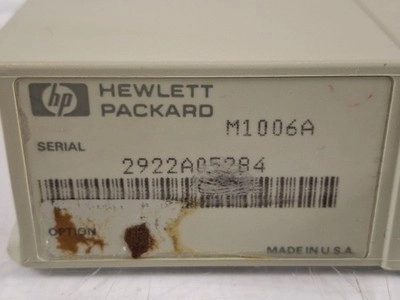 hp HEWLETT
PACKARD
M1006A
SERIAL
2922A05284
OPTION
MADE IN U.S.A.